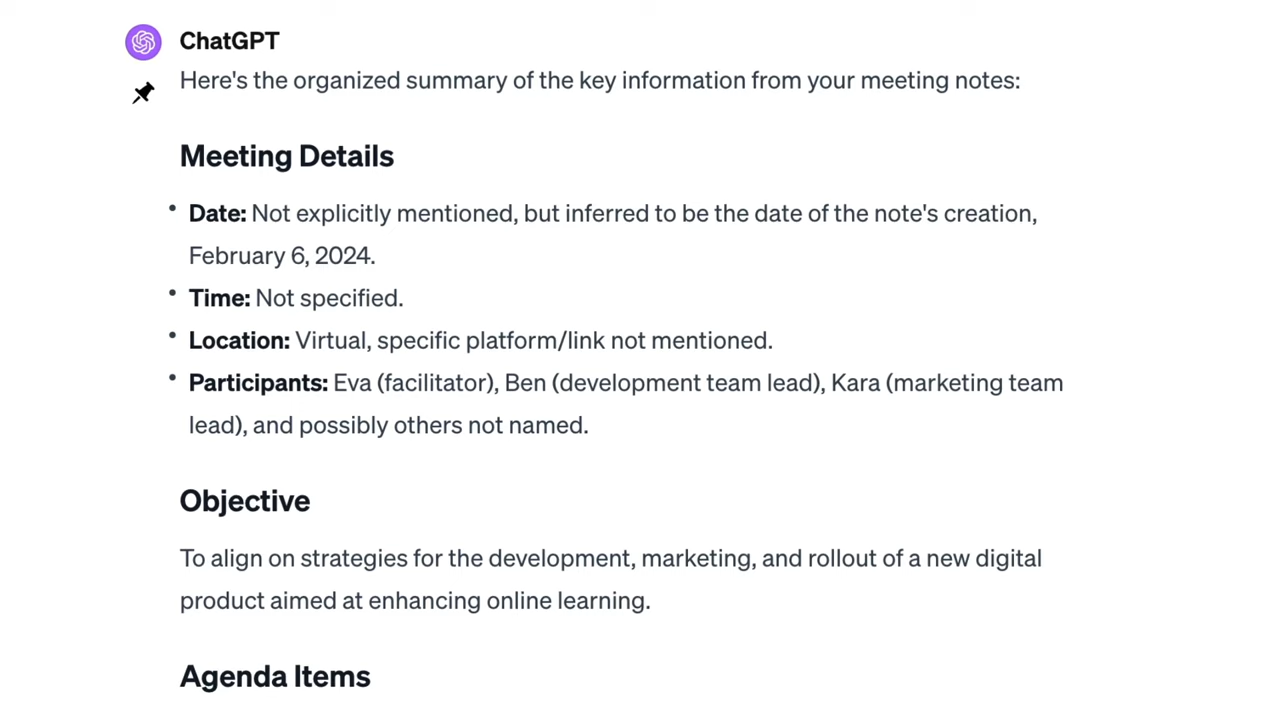 ChatGPT
Here's the organized summary of the key information from your meeting notes:
Meeting Details
• Date: Not explicitly mentioned, but inferred to be the date of the note's creation,
February 6, 2024.
• Time: Not specified.
• Location: Virtual, specific platform/link not mentioned.
• Participants: Eva (facilitator), Ben (development team lead), Kara (marketing team
lead), and possibly others not named.
Objective
To align on strategies for the development, marketing, and rollout of a new digital
product aimed at enhancing online learning.
Agenda Items